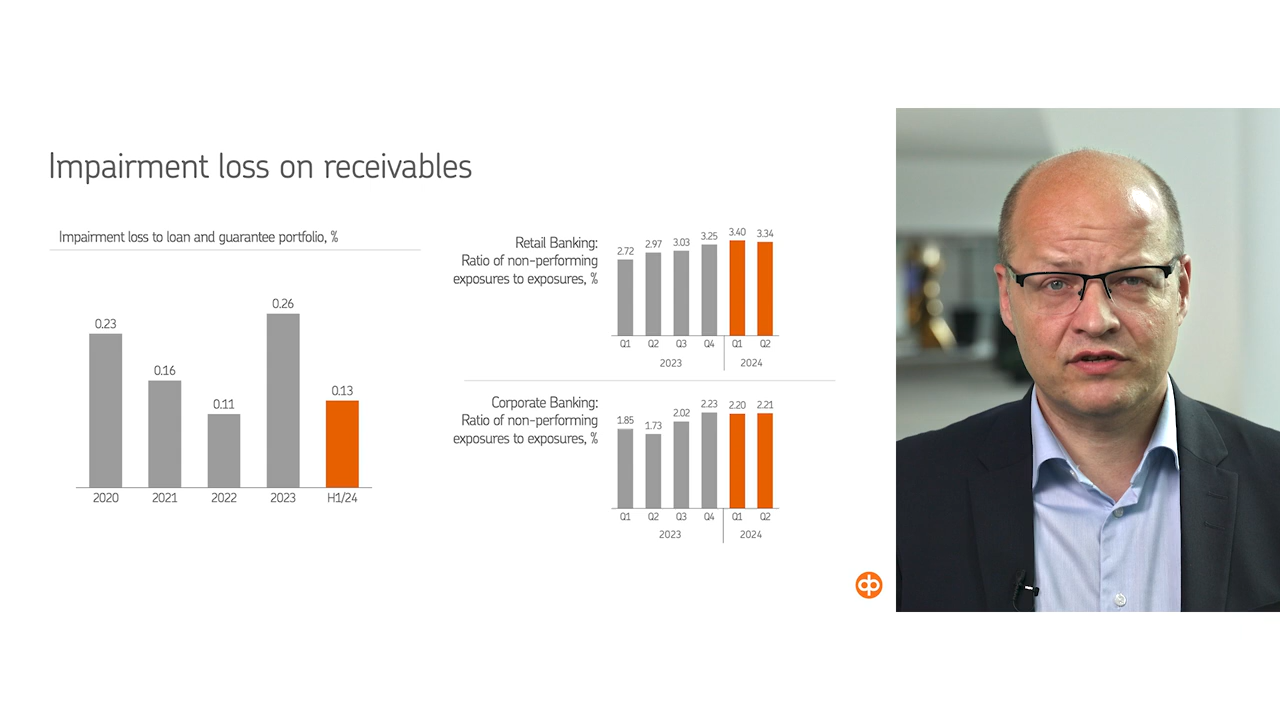 Impairment loss on receivables
Impairment loss to loan and guarantee portfolio, %
0.23
0.16
0.11
0.26
0.13
2020
2021
2022
2023
H1/24
Retail Banking:
Ratio of non-performing
exposures to exposures, %
2.72
2.97
3.03
3.25
3.40
3.34
Q1
Q2
Q3
Q4
Q1
Q2
2023
2024
Corporate Banking:
Ratio of non-performing
exposures to exposures, %
1.85
1.73
2.02
2.23
2.20
2.21
Q1
Q2
Q3
Q4
Q1
Q2
2023
2024
op